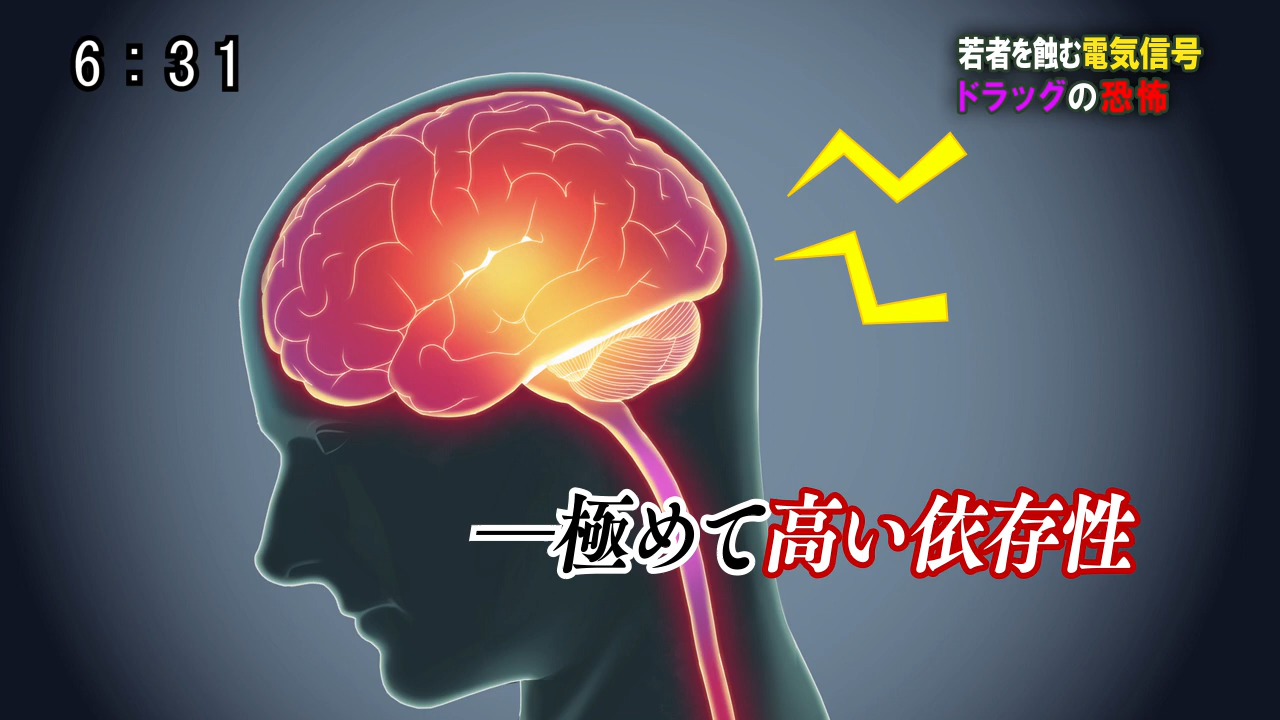 6:31
若者を蝕む電気信号
ドラッグの恐怖
―極めて高い依存性